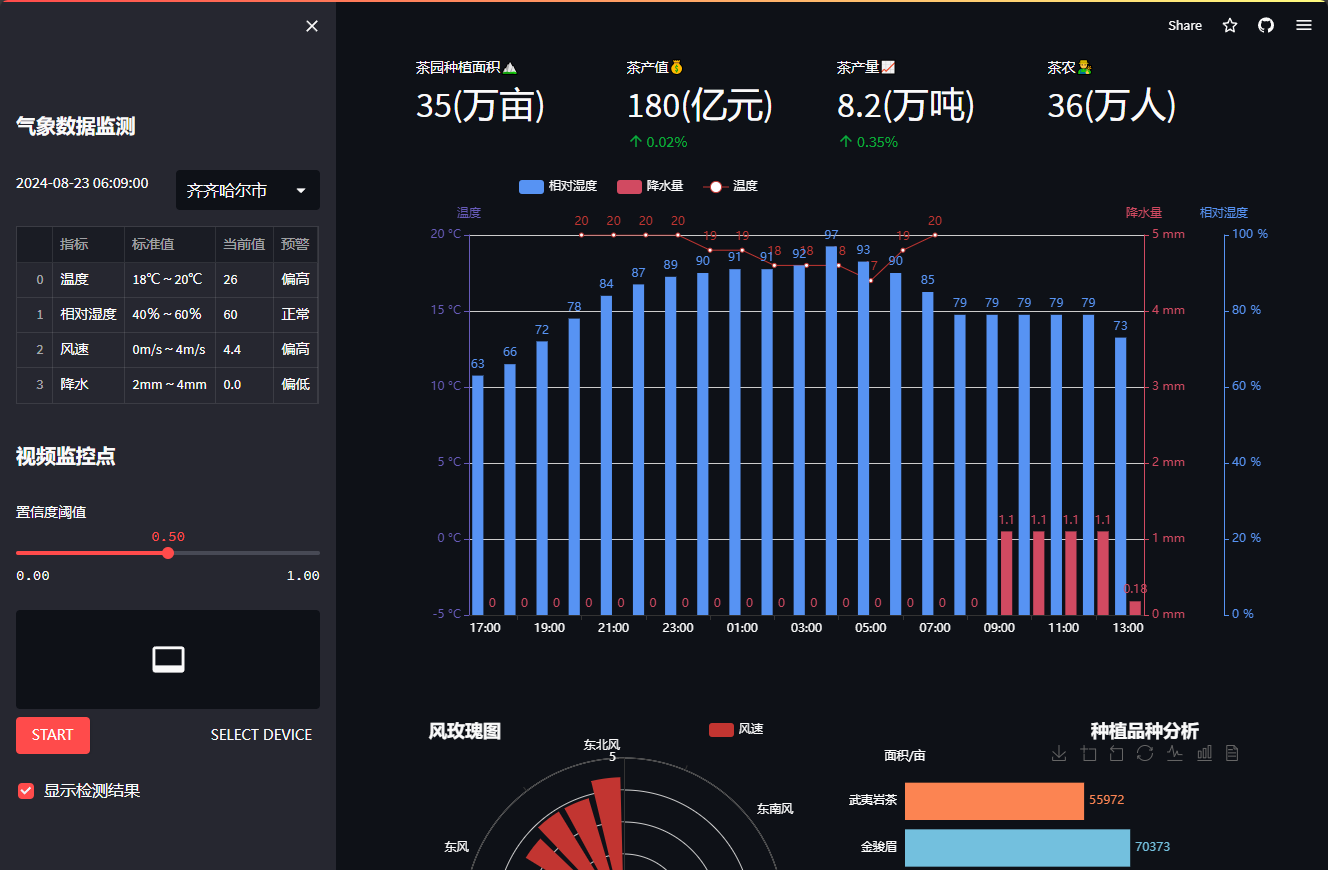 Share
气象数据监测
2024-08-23 06:09:00
齐齐哈尔市
指标 标准值 当前值 预警
0 温度 18℃～20℃ 26 偏高
1 相对湿度 40%～60% 60 正常
2 风速 0m/s～4m/s 4.4 偏高
3 降水 2mm～4mm 0.0 偏低
视频监控点
置信度阈值
0.50
0.00 1.00
START
SELECT DEVICE
显示检测结果
茶园种植面积 茶产值 茶产量 茶农
35(万亩) 180(亿元) 8.2(万吨) 36(万人)
0.02% 0.35%
相对湿度 降水量 温度
温度 降水量 相对湿度
20 °C
15 °C
10 °C
5 °C
0 °C
-5 °C
20 20 20 20 19 19 18 18 18 19 20
63 66 72 78 84 87 89 90 91 91 92 97 93 90 85 79 79 79 79 79 73
0 0 0 0 0 0 0 0 0 0 0 0 0 0 0 0 1.1 1.1 1.1 1.1 0.18
5 mm
4 mm
3 mm
2 mm
1 mm
0 mm
100 %
80 %
60 %
40 %
20 %
0 %
17:00 19:00 21:00 23:00 01:00 03:00 05:00 07:00 09:00 11:00 13:00
风玫瑰图
风速
东北风
5
东南风
东风
种植品种分析
面积/亩
武夷岩茶 55972
金骏眉 70373